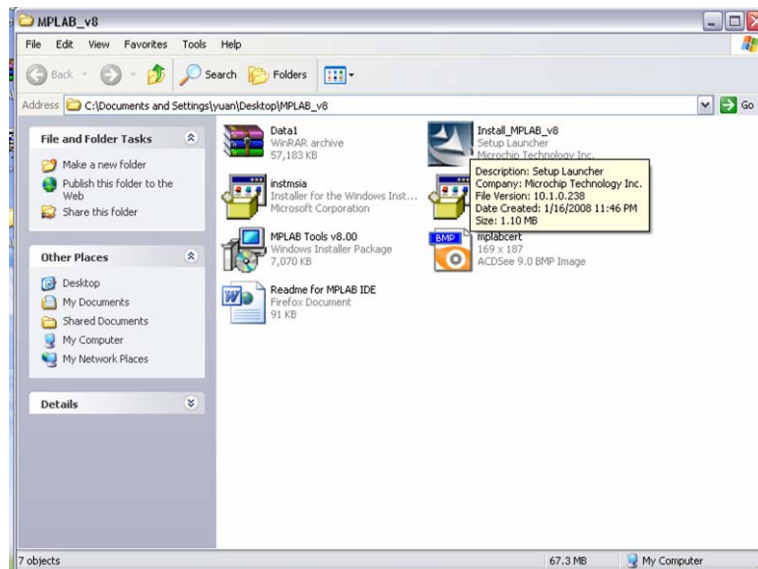 MPLAB_v8
File Edit View Favorites Tools Help
Back Search Folders
Address C:\Documents and Settings\yuan\Desktop\MPLAB_v8 Go
File and Folder Tasks
Make a new folder
Publish this folder to the
Web
Share this folder
Other Places
Desktop
My Documents
Shared Documents
My Computer
My Network Places
Details
Data1
WinRAR archive
57,183 KB
Install_MPLAB_v8
Setup Launcher
Microchip Technology Inc.
Description: Setup Launcher
Company: Microchip Technology Inc.
File Version: 10.1.0.238
Date Created: 1/16/2008 11:46 PM
Size: 1.10 MB
instmsia
Installer for the Windows Inst...
Microsoft Corporation
MPLAB Tools v8.00
Windows Installer Package
7,070 KB
BMP
mplabcert
169 x 187
ACDSee 9.0 BMP Image
Readme for MPLAB IDE
Firefox Document
91 KB
7 objects 67.3 MB My Computer